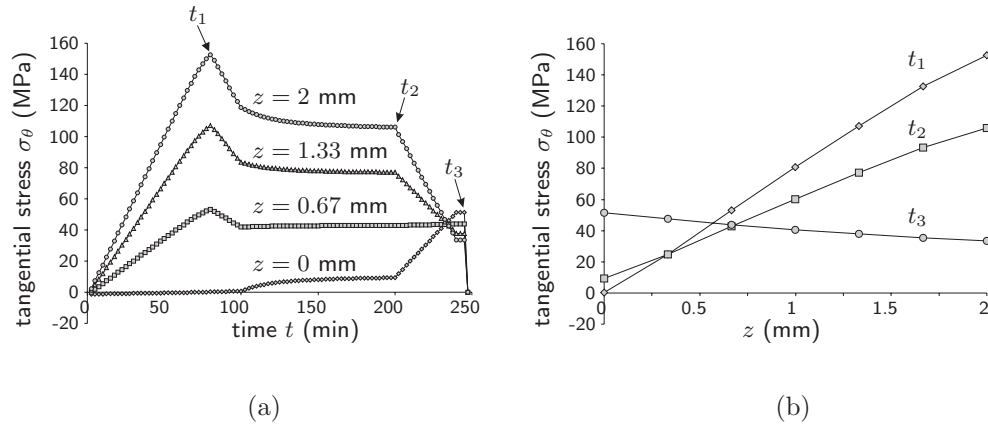 t₁
160
140
120
100
80
60
40
20
0
-20
tangential stress σ_θ (MPa)
z = 2 mm
t₂
z = 1.33 mm
t₃
z = 0.67 mm
z = 0 mm
0 50 100 150 200 250
time t (min)
(a)
160
140
120
100
80
60
40
20
0
-20
tangential stress σ_θ (MPa)
t₁
t₂
t₃
0 0.5 1 1.5 2
z (mm)
(b)